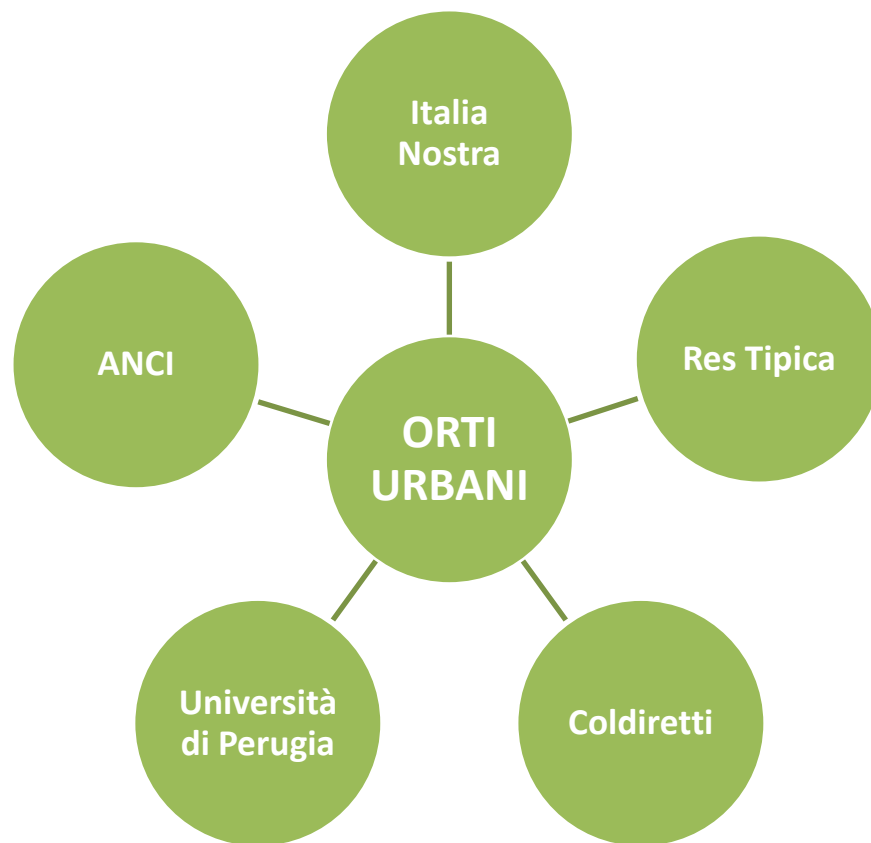 Italia
Nostra
ANCI
Res Tipica
ORTI
URBANI
Università
di Perugia
Coldiretti